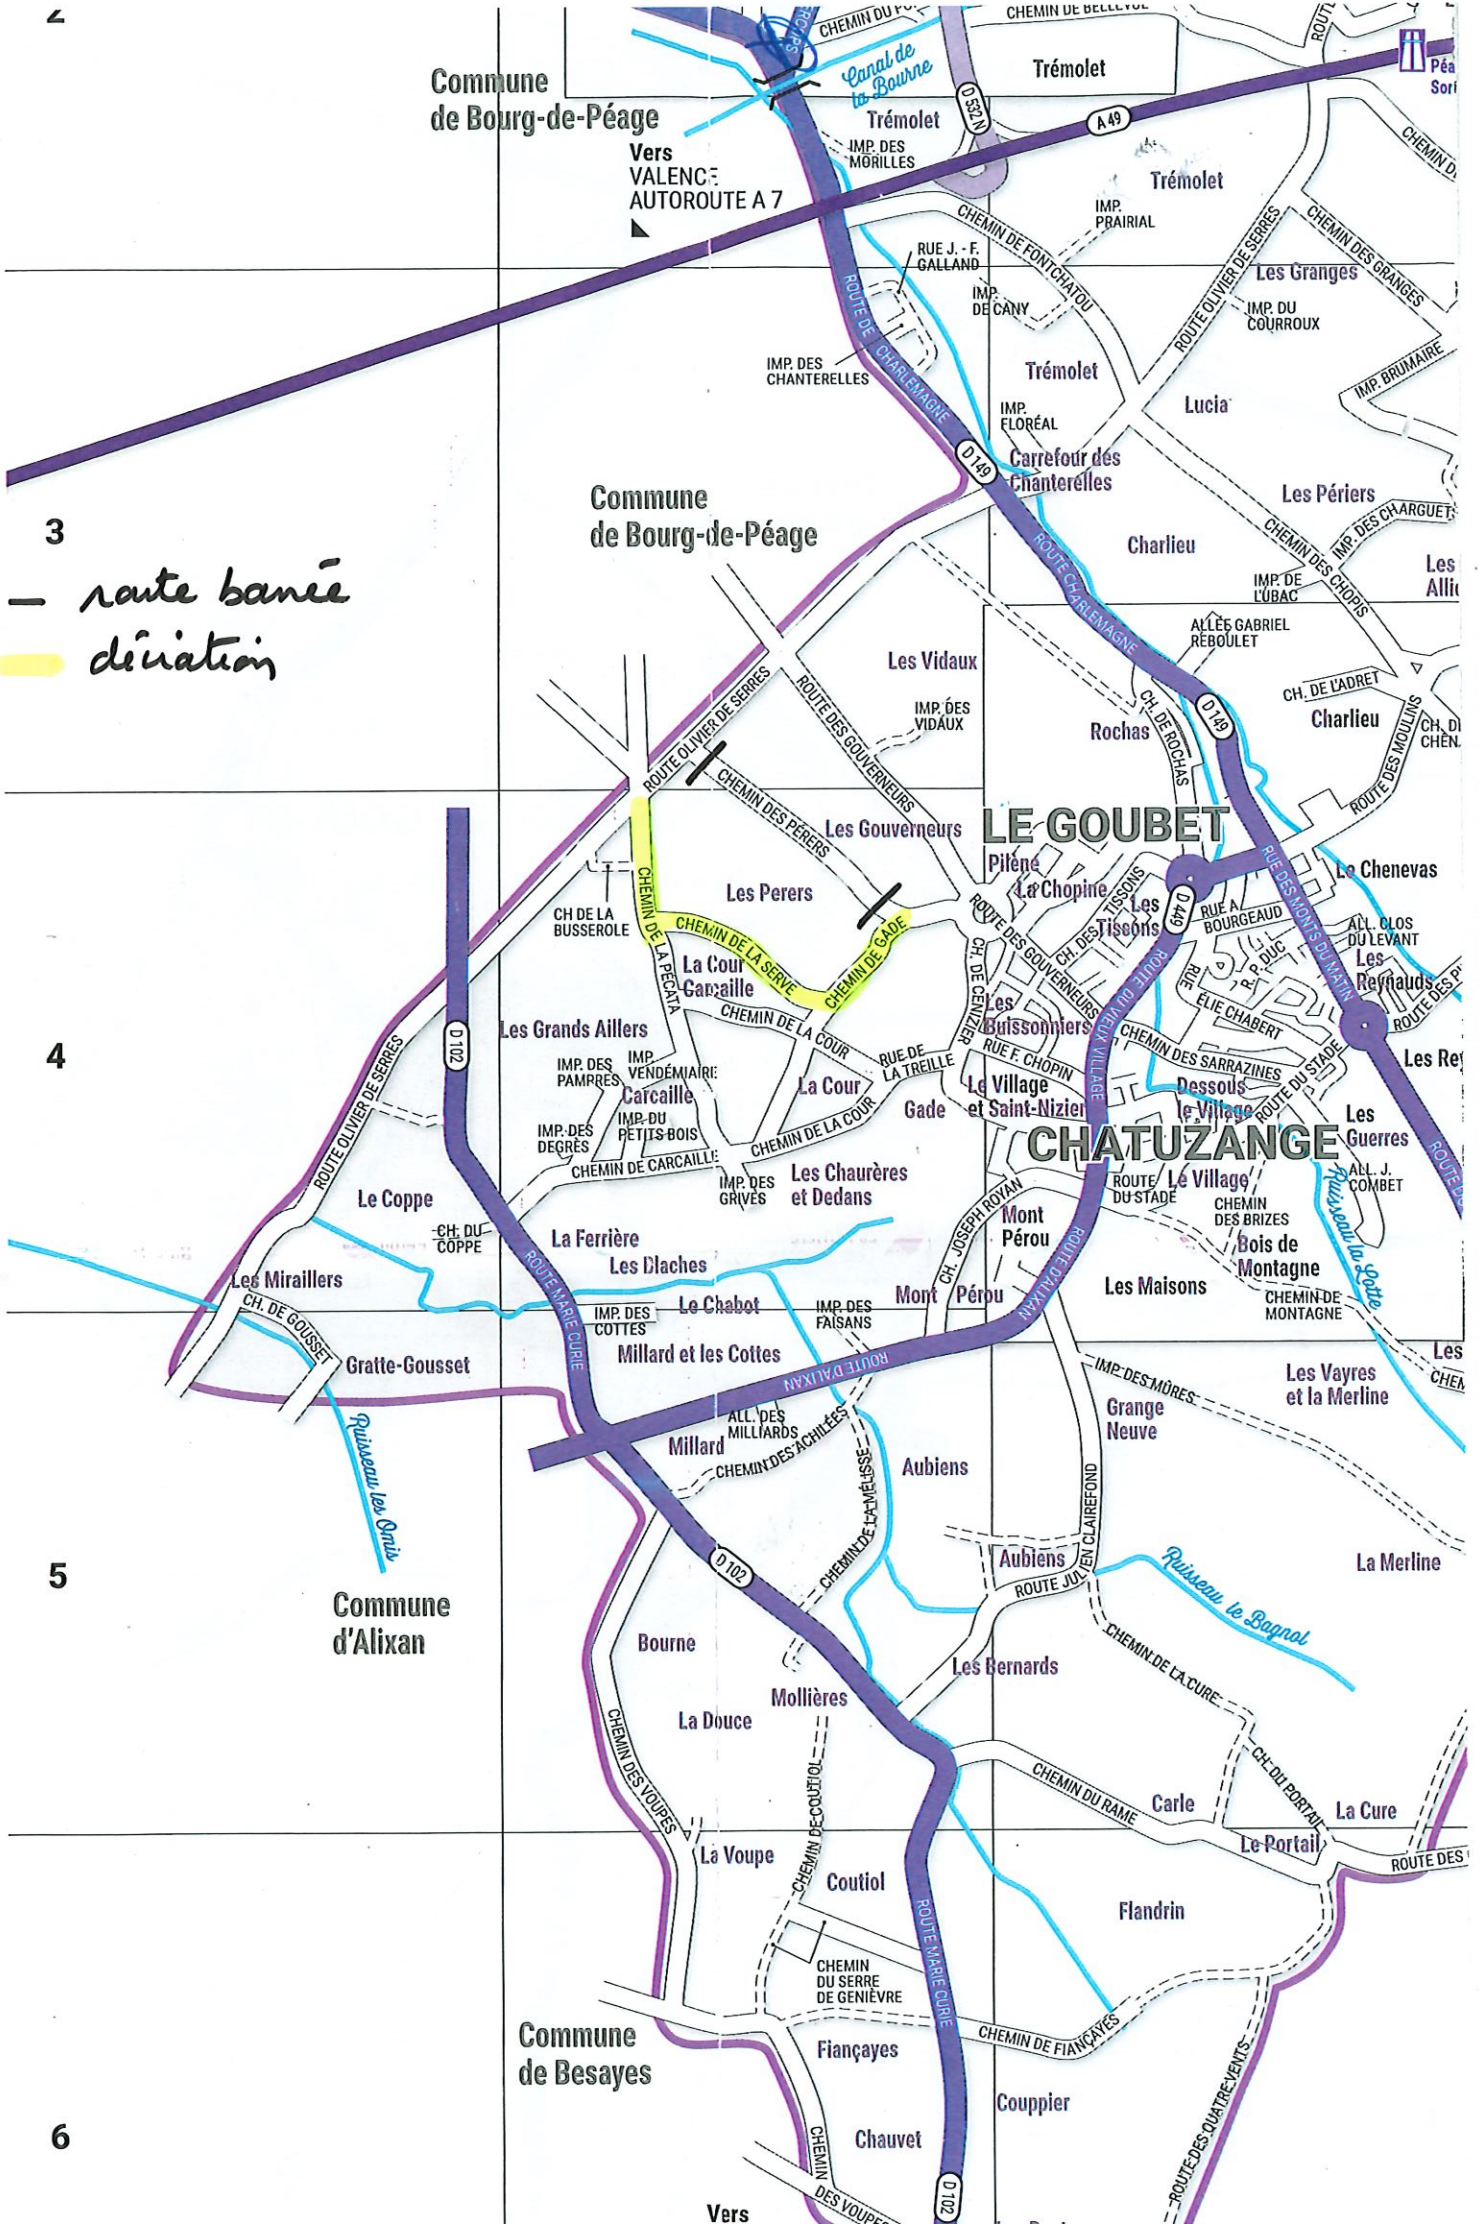 2
CHEMIN DE BELLEVUE
Commune
de Bourg-de-Péage
Canal de
la Bourne
Trémolet
D 532 N
Trémolet
A 49
Péa
Vers
VALENCE
AUTOROUTE A 7
IMP. DES
MORILLES
CHEMIN D
Trémolet
IMP.
PRAIRIAL
CHEMIN DE FONTCHATOU
RUE J. - F.
GALLAND
ROUTE OLIVIER DE SERRES
CHEMIN DES GRANGES
Les Granges
IMP.
DE CANY
IMP. DU
COURROUX
ROUTE DE CHARLEMAGNE
IMP. DES
CHANTERELLES
Trémolet
IMP. BRUMAIRE
Lucia
IMP.
FLORÉAL
D 149
Carrefour des
Chanterelles
Commune
de Bourg-de-Péage
Les Périers
IMP. DES CHARGUET
3
ROUTE CHARLEMAGNE
Charlieu
CHEMIN DES CHOPIS
IMP. DE
L'UBAC
Les
Alli
— route barrée
déviation
ALLÉE GABRIEL
REBOULET
Les Vidaux
ROUTE OLIVIER DE SERRES
ROUTE DES GOUVERNEURS
IMP. DES
VIDAUX
CH. DE ROCHAS
Rochas
D 149
CH. DE L'ADRET
Charlieu
ROUTE DES MOULINS
CH. D
CHÊN
CHEMIN DES PÉRERS
Les Gouverneurs
LE GOUBET
Pilène
La Chopine
Le Chenevas
Les Perers
CH DE LA
BUSSEROLE
CHEMIN DE LA PÉCATA
CHEMIN DE LA SERVE
CHEMIN DE GADE
ROUTE DES GOUVERNEURS
CH. DES TISSONS
Les
Tissons
D 449
RUE A.
BOURGEAUD
RUE DES MONTS DU MATIN
ALL. CLOS
DU LEVANT
Les
Reynauds
R. P. DUC
RUE
ÉLIE CHABERT
La Cour
Carcaille
CH. DE CENIZIER
Les
Buissonniers
ROUTE DU VIEUX VILLAGE
ROUTE DES P
Les Grands Aillers
CHEMIN DE LA COUR
4
D 102
IMP. DES
PAMPRES
IMP.
VENDÉMIAIRE
RUE DE
LA TREILLE
RUE F. CHOPIN
CHEMIN DES SARRAZINES
Les Rey
ROUTE DU STADE
Carcaille
La Cour
Gade
Le Village
et Saint-Nizier
Dessous
le Village
Les
Guerres
IMP. DES
DEGRÈS
IMP. DU
PETITS BOIS
CHEMIN DE LA COUR
CHATUZANGE
ROUTE OLIVIER DE SERRES
CHEMIN DE CARCAILLE
IMP. DES
GRIVES
Les Chaurères
et Dedans
ROUTE
DU STADE
Le Village
ALL. J.
COMBET
Le Coppe
CH. JOSEPH ROYAN
Mont
Pérou
CHEMIN
DES BRIZES
Ruisseau la Lotte
CH. DU
COPPE
La Ferrière
Les Blaches
Bois de
Montagne
Les Miraillers
ROUTE MARIE CURIE
Le Chabot
Mont Pérou
ROUTE D'ALIXAN
Les Maisons
CHEMIN DE
MONTAGNE
CH. DE GOUSSET
IMP. DES
COTTES
IMP. DES
FAISANS
Gratte-Gousset
Millard et les Cottes
ROUTE D'ALIXAN
IMP. DES MÛRES
Les Vayres
et la Merline
Les
CHEM
Grange
Neuve
ALL. DES
MILLIARDS
Millard
CHEMIN DES ACHILÉES
Ruisseau les Omis
Aubiens
CHEMIN DE LA MÉLISSE
ROUTE JULIEN CLAIREFOND
5
D 102
Aubiens
Ruisseau le Bagnol
La Merline
Commune
d'Alixan
Bourne
CHEMIN DE LA CURE
Les Bernards
Mollières
La Douce
CHEMIN DES VOUPES
CHEMIN DE COUTIOL
CHEMIN DU RAME
CH. DU PORTAIL
Carle
La Cure
La Voupe
Le Portail
ROUTE DES
Coutiol
Flandrin
ROUTE MARIE CURIE
CHEMIN
DU SERRE
DE GENIÈVRE
Commune
de Besayes
Fiançayes
CHEMIN DE FIANÇAYES
Couppier
ROUTE DES QUATRE VENTS
6
Chauvet
CHEMIN
DES VOUPES
D 102
Vers